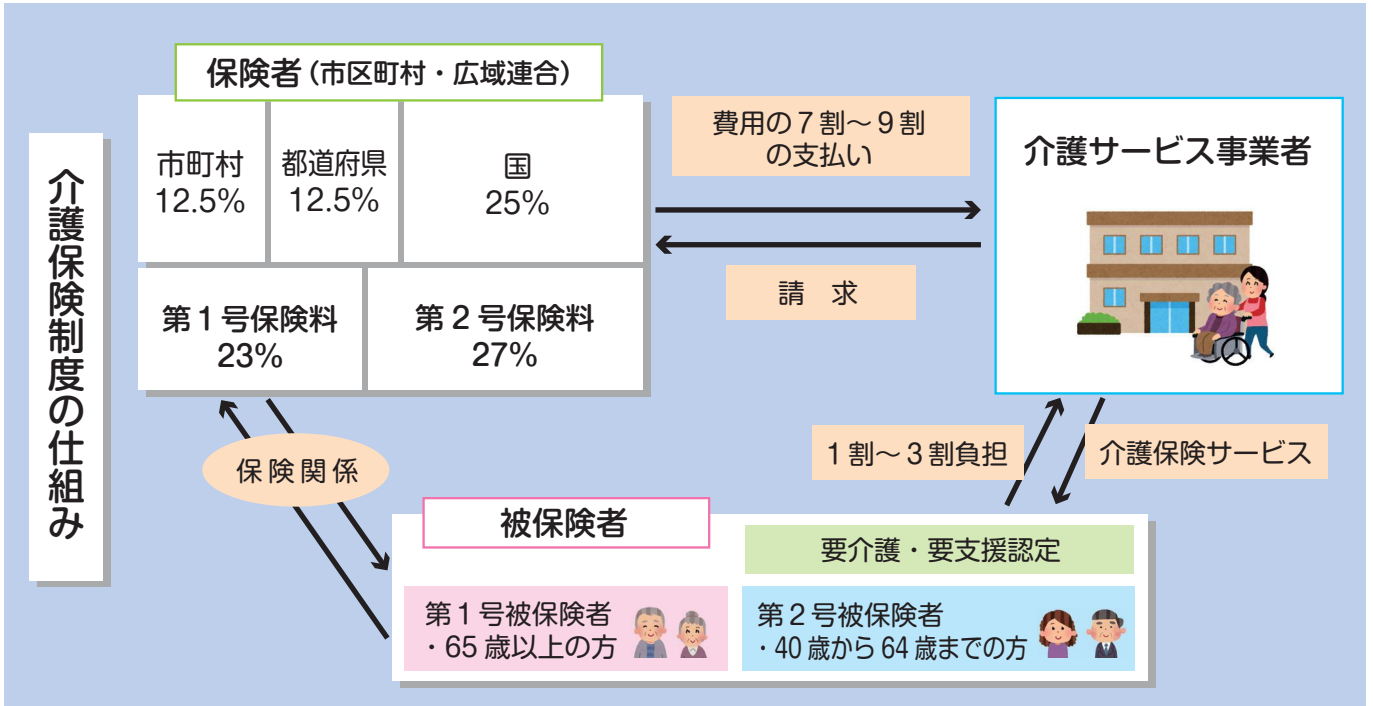 介護保険制度の仕組み
保険者（市区町村・広域連合）
市町村
12.5%
都道府県
12.5%
国
25%
第１号保険料
23%
第２号保険料
27%
費用の７割～９割
の支払い
請　求
介護サービス事業者
保険関係
１割～３割負担
介護保険サービス
被保険者
要介護・要支援認定
第１号被保険者
・65歳以上の方
第２号被保険者
・40歳から64歳までの方